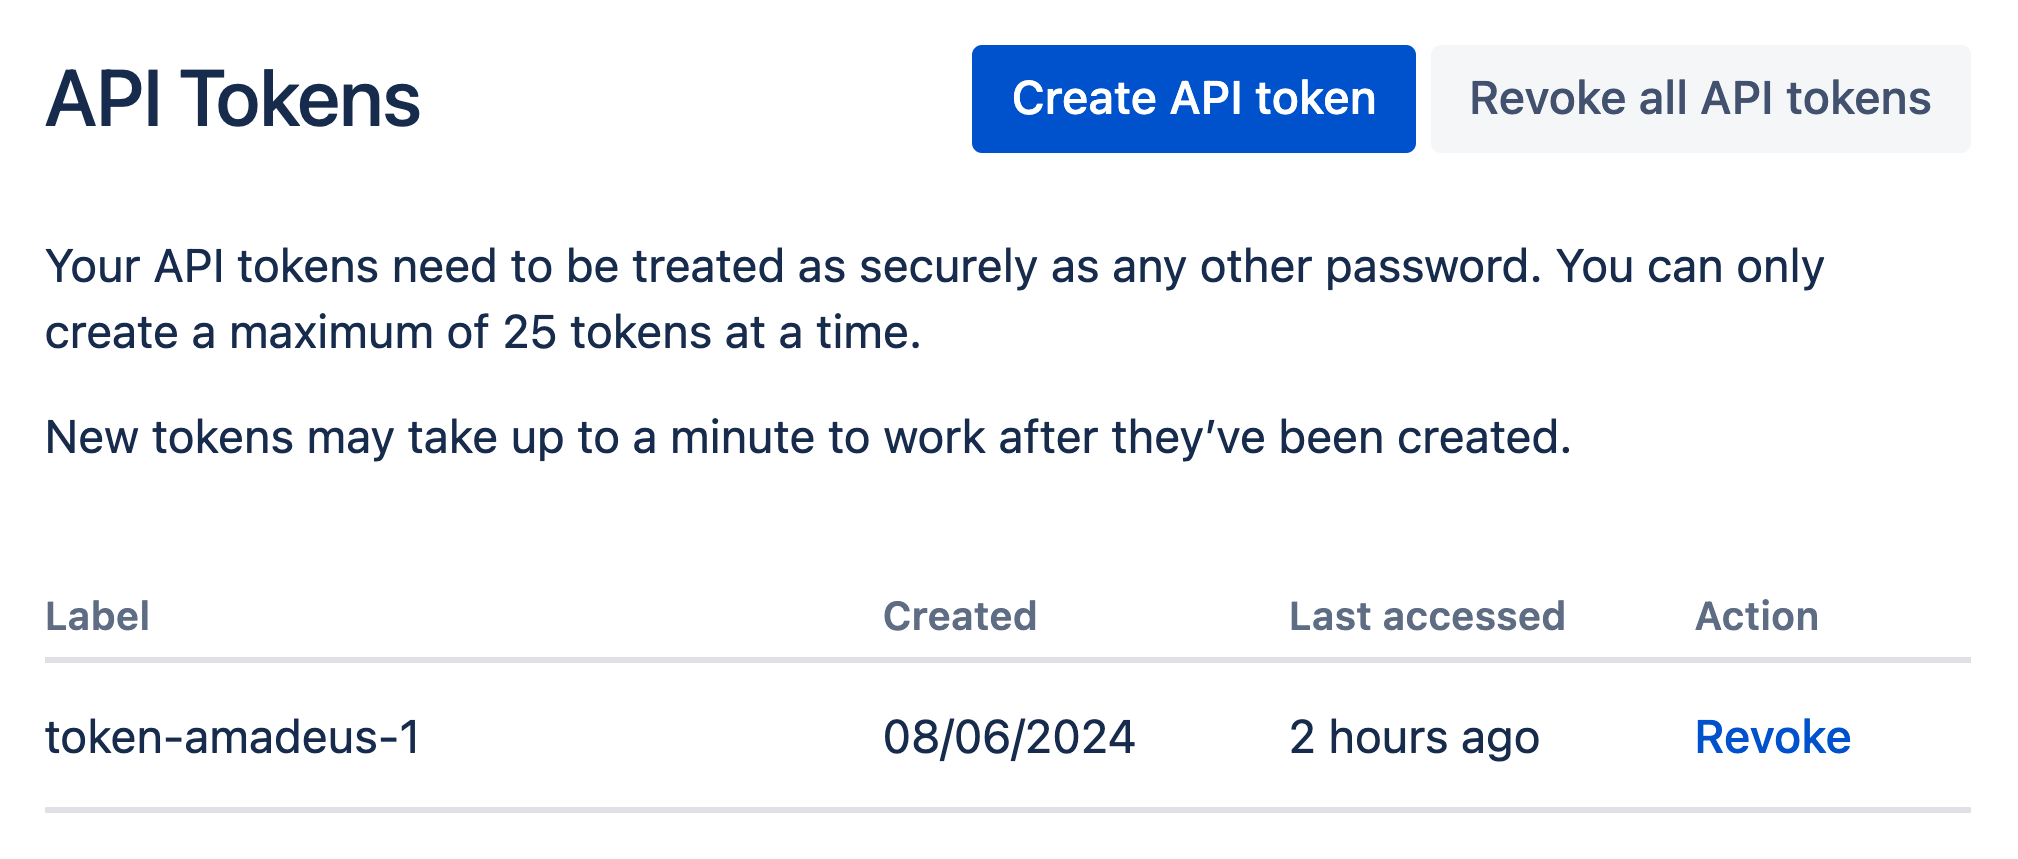 API Tokens
Create API token
Revoke all API tokens
Your API tokens need to be treated as securely as any other password. You can only
create a maximum of 25 tokens at a time.
New tokens may take up to a minute to work after they’ve been created.
Label Created Last accessed Action
token-amadeus-1 08/06/2024 2 hours ago Revoke